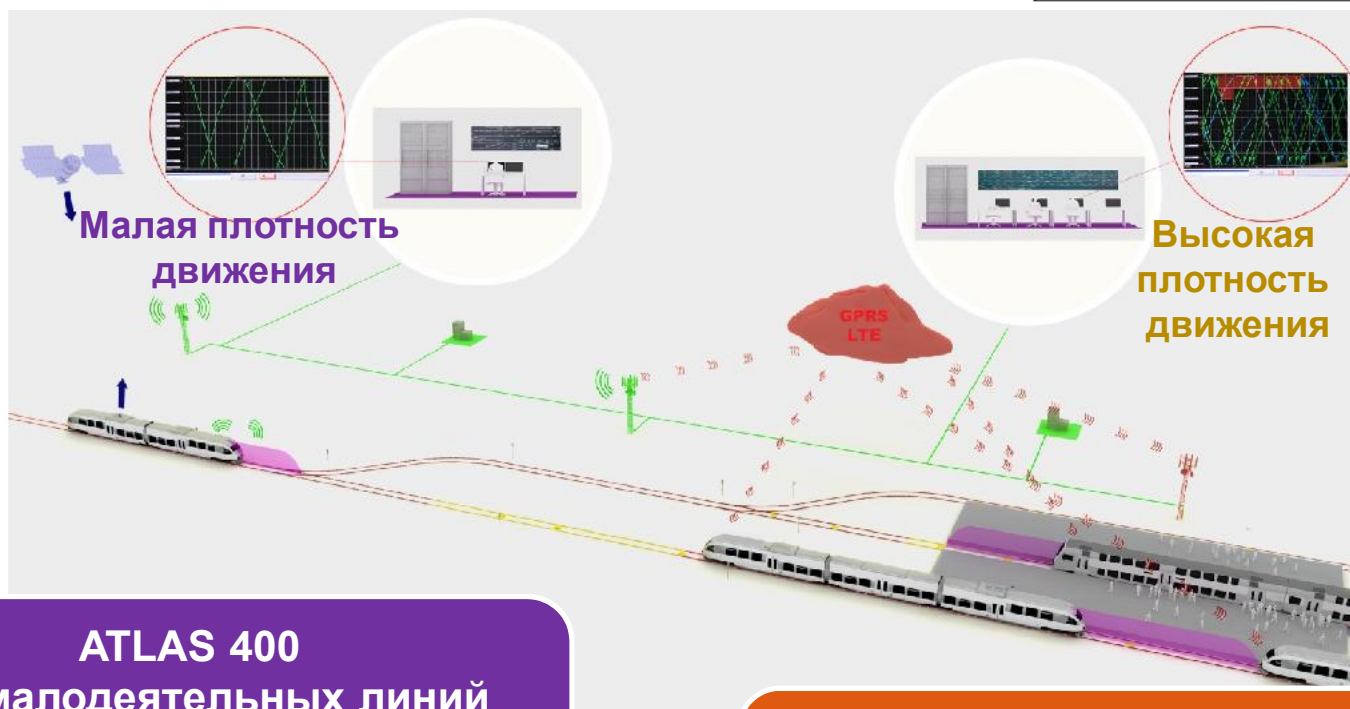 Малая плотность
движения
Высокая
плотность
движения
GPRS
LTE
ATLAS 400
малодеятельных линий